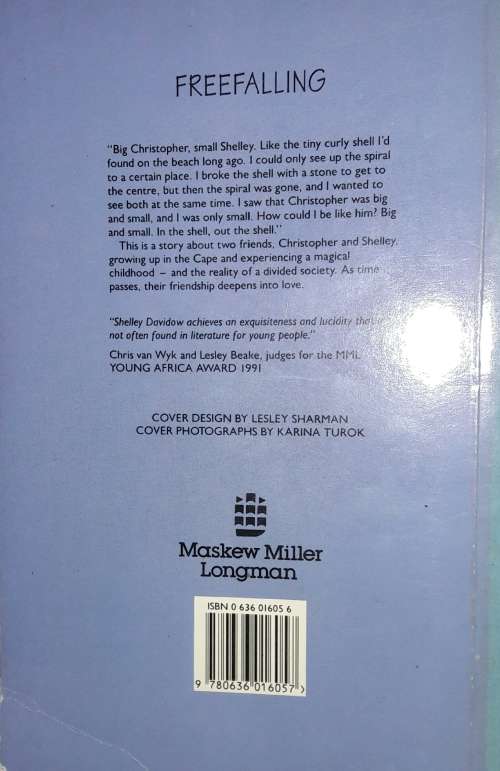 FREEFALLING
"Big Christopher, small Shelley. Like the tiny curly shell I'd
found on the beach long ago. I could only see up the spiral
to a certain place. I broke the shell with a stone to get to
the centre, but then the spiral was gone, and I wanted to
see both at the same time. I saw that Christopher was big
and small, and I was only small. How could I be like him? Big
and small. In the shell, out the shell."
This is a story about two friends, Christopher and Shelley,
growing up in the Cape and experiencing a magical
childhood – and the reality of a divided society. As time
passes, their friendship deepens into love.
"Shelley Davidow achieves an exquisiteness and lucidity
not often found in literature for young people."
Chris van Wyk and Lesley Beake, judges for the MML
YOUNG AFRICA AWARD 1991
COVER DESIGN BY LESLEY SHARMAN
COVER PHOTOGRAPHS BY KARINA TUROK
Maskew Miller
Longman
ISBN 0 636 01605 6
9 780636 016057 >